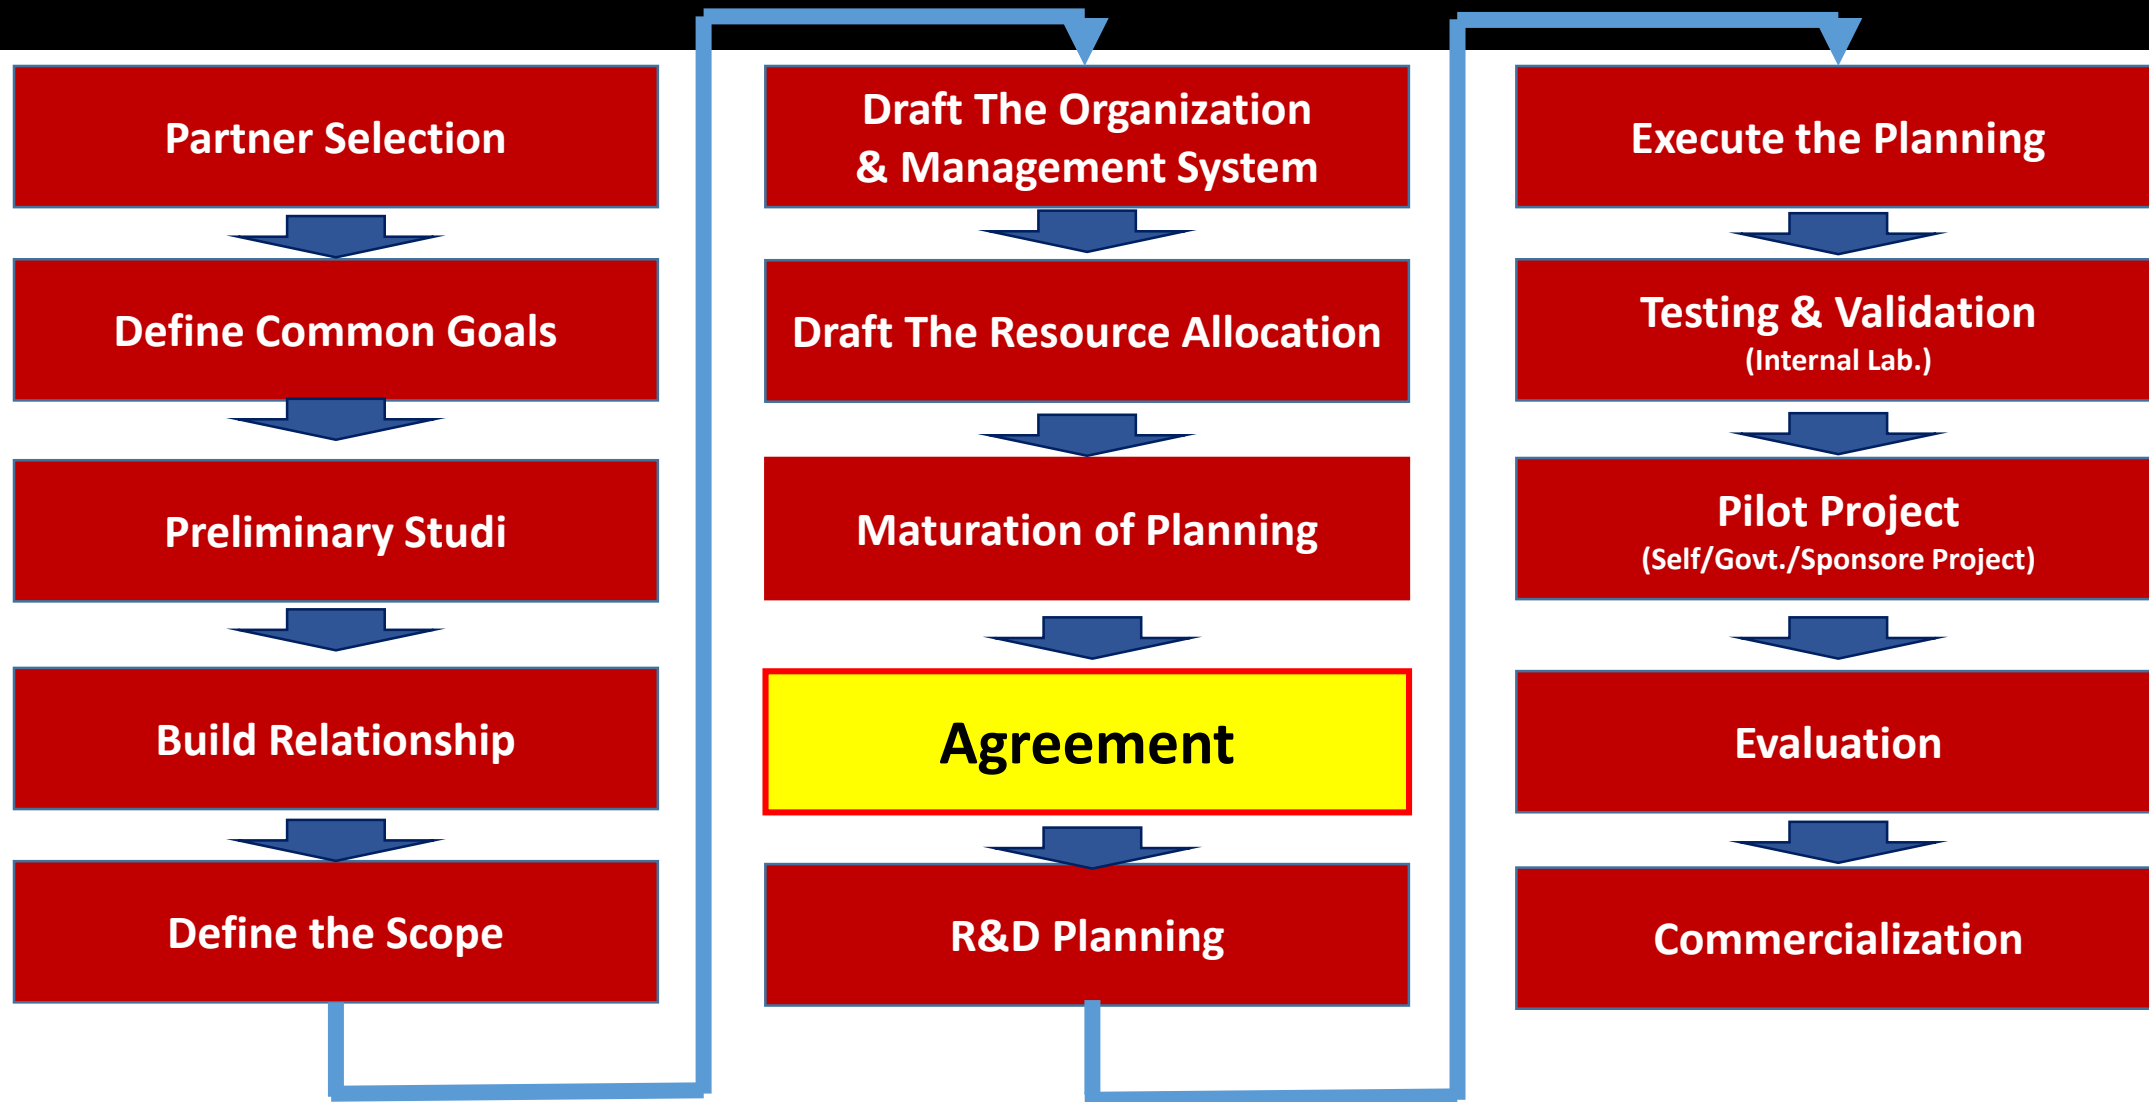 Partner Selection
Define Common Goals
Preliminary Studi
Build Relationship
Define the Scope
Draft The Organization
& Management System
Draft The Resource Allocation
Maturation of Planning
Agreement
R&D Planning
Execute the Planning
Testing & Validation
(Internal Lab.)
Pilot Project
(Self/Govt./Sponsore Project)
Evaluation
Commercialization